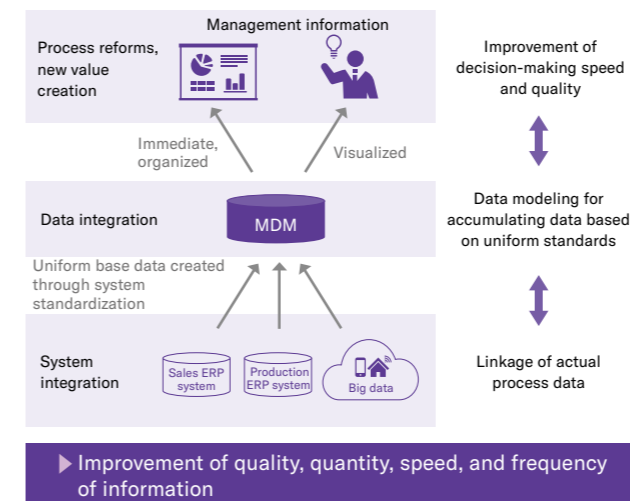 Management information
Process reforms,
new value
creation
Improvement of
decision-making speed
and quality
Immediate,
organized
Visualized
Data integration
MDM
Data modeling for
accumulating data based
on uniform standards
Uniform base data created
through system
standardization
System
integration
Sales ERP
system
Production
ERP system
Big data
Linkage of actual
process data
Improvement of quality, quantity, speed, and frequency
of information